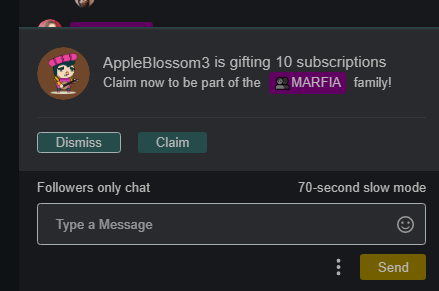 AppleBlossom3 is gifting 10 subscriptions
Claim now to be part of the MARFIA family!
Dismiss Claim
Followers only chat 70-second slow mode
Type a Message
Send